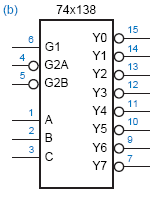 (b) 74x138
6 G1 Y0 15
4 G2A Y1 14
5 G2B Y2 13
Y3 12
1 A Y4 11
2 B Y5 10
3 C Y6 9
Y7 7